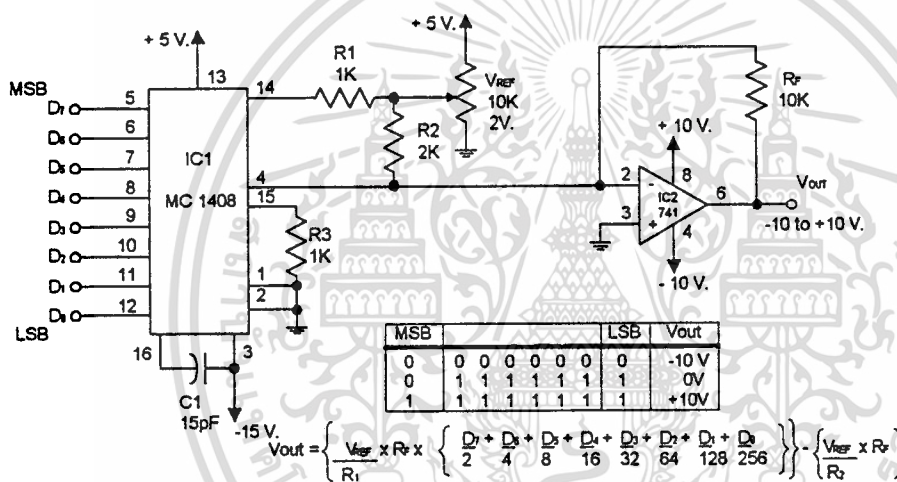 + 5 V.
+ 5 V.
13
MSB
14
R1
1K
VREF
10K
2V.
RF
10K
D7 5
D6 6
D5 7
D4 8
D3 9
D2 10
D1 11
D0 12
LSB
IC1
MC 1408
R2
2K
4
15
R3
1K
1
2
+ 10 V.
8
2 -
IC2
741
3 +
6
4
- 10 V.
VOUT
-10 to +10 V.
16
3
C1
15pF
-15 V.
MSB LSB Vout
0 0 0 0 0 0 0 0 -10 V
0 1 1 1 1 1 1 1 0V
1 1 1 1 1 1 1 1 +10V
Vout = { VREF/R1 x RF x { D7/2 + D6/4 + D5/8 + D4/16 + D3/32 + D2/64 + D1/128 + D0/256 } } - { VREF/R2 x RF }